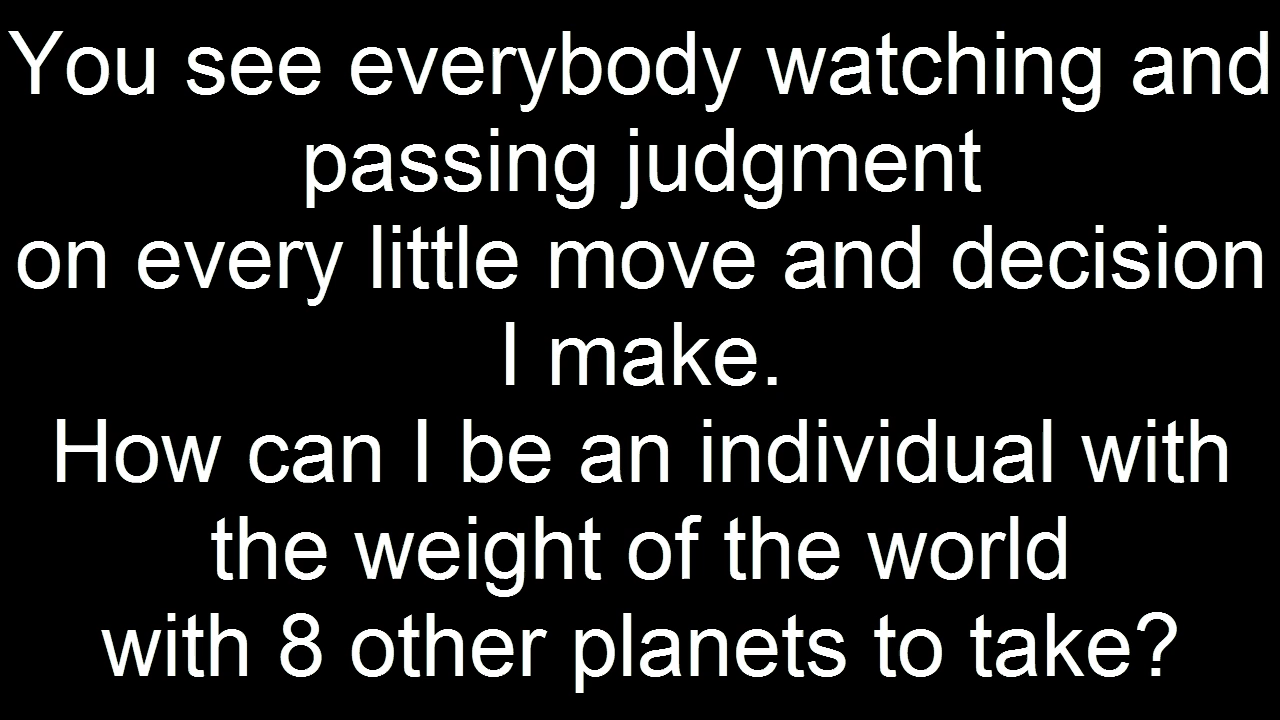 You see everybody watching and
passing judgment
on every little move and decision
I make.
How can I be an individual with
the weight of the world
with 8 other planets to take?